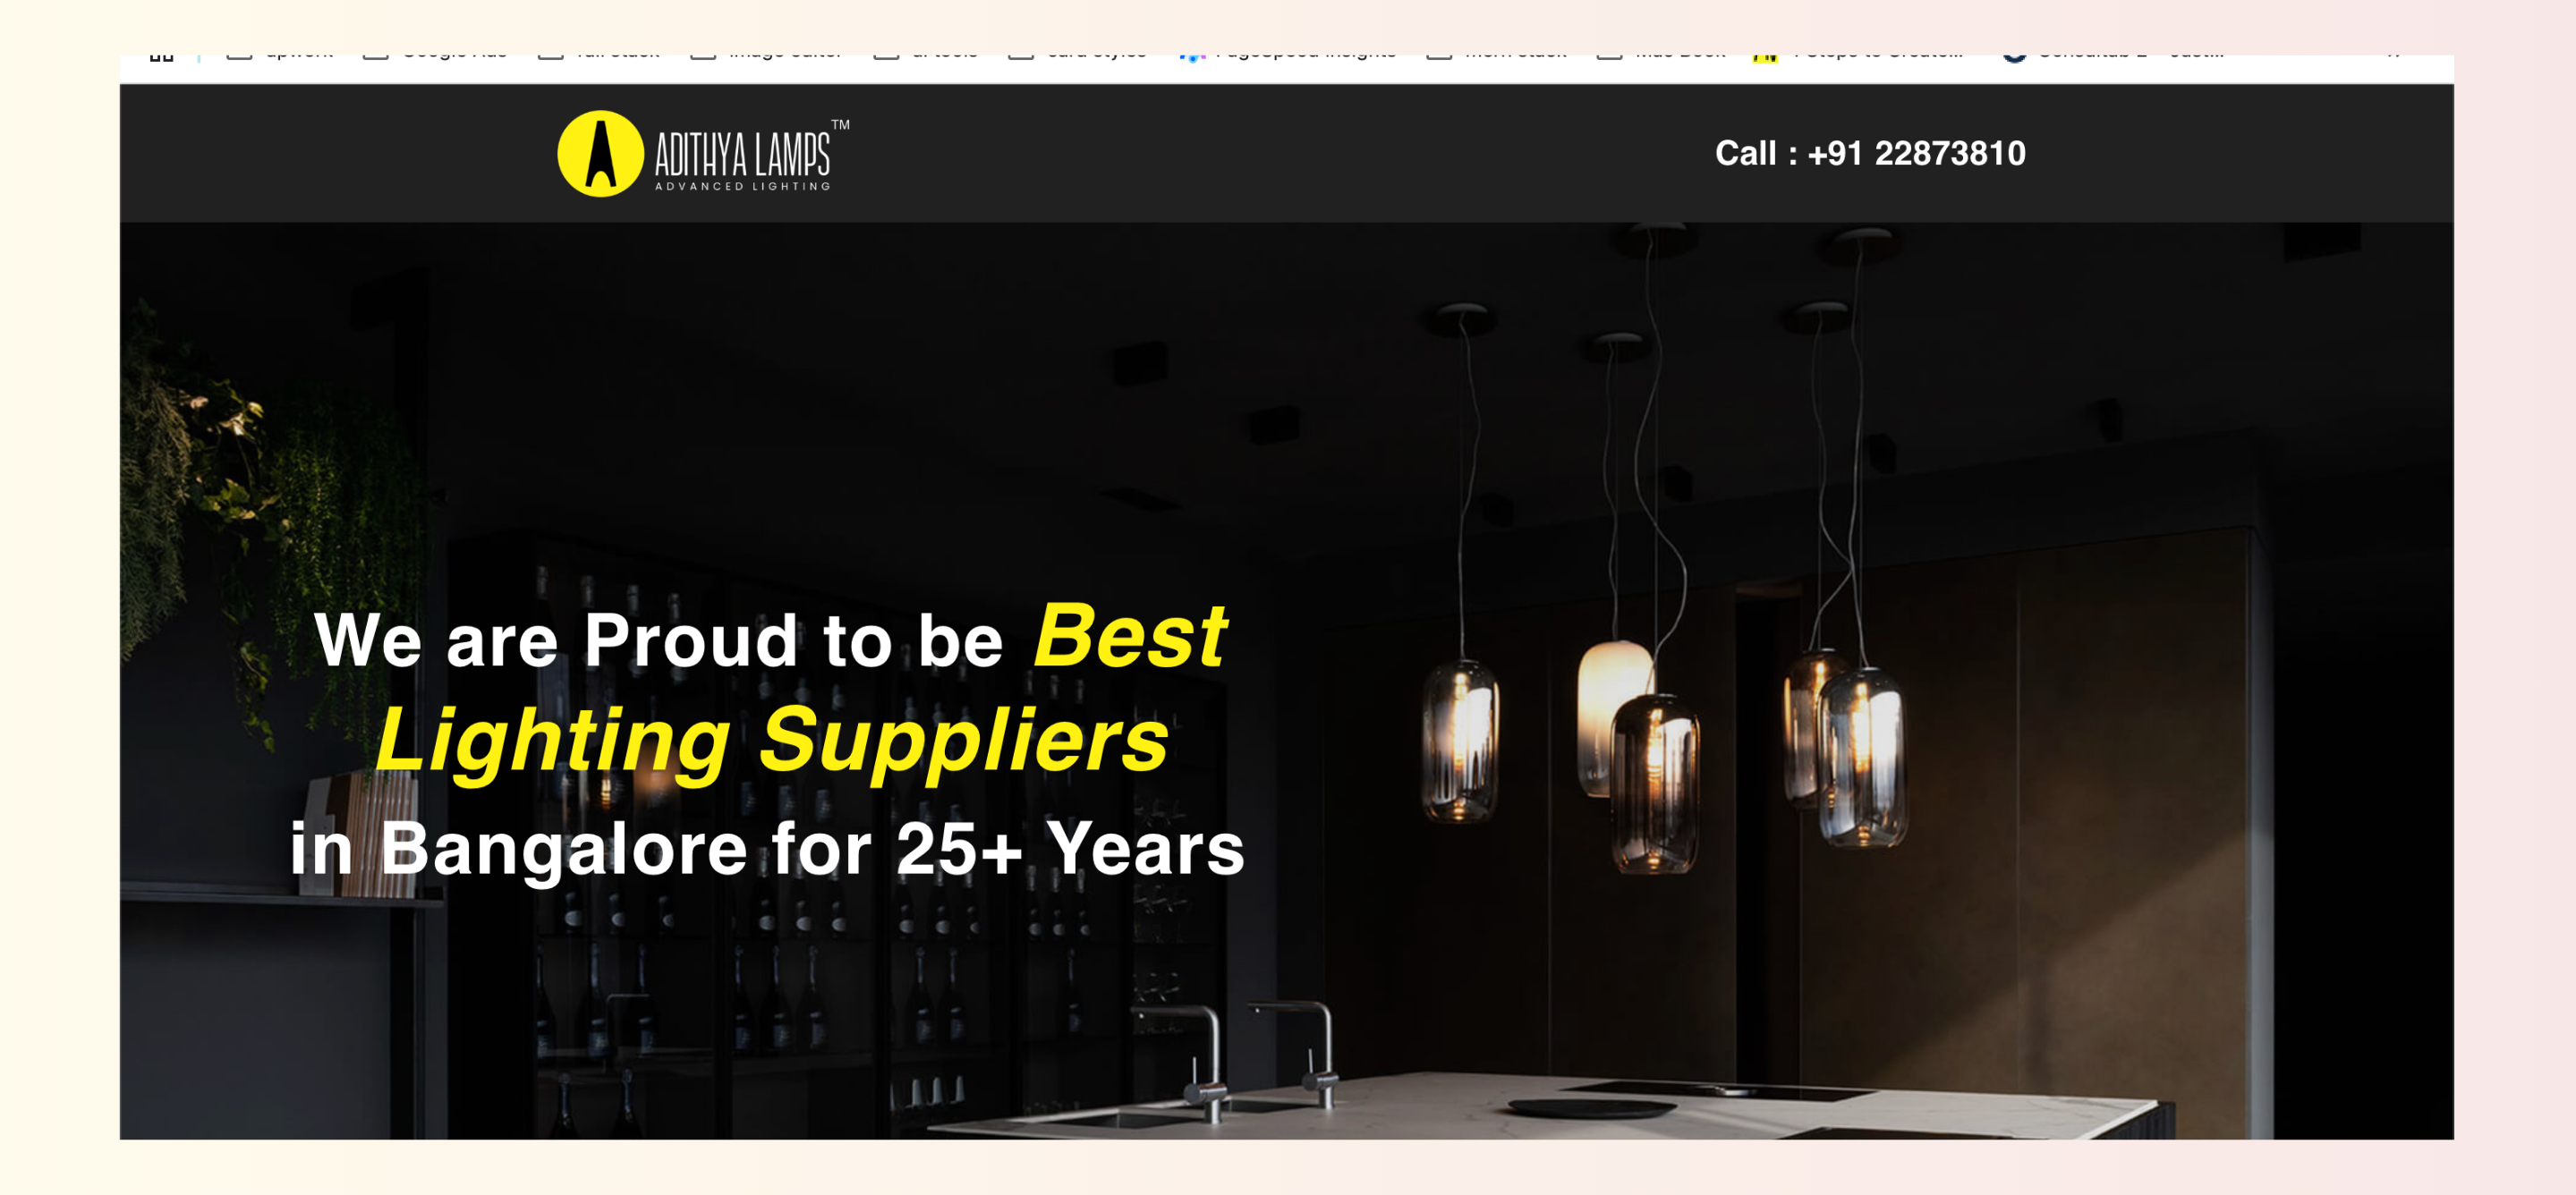 ADITHYA LAMPS™
ADVANCED LIGHTING
Call : +91 22873810
We are Proud to be Best
Lighting Suppliers
in Bangalore for 25+ Years